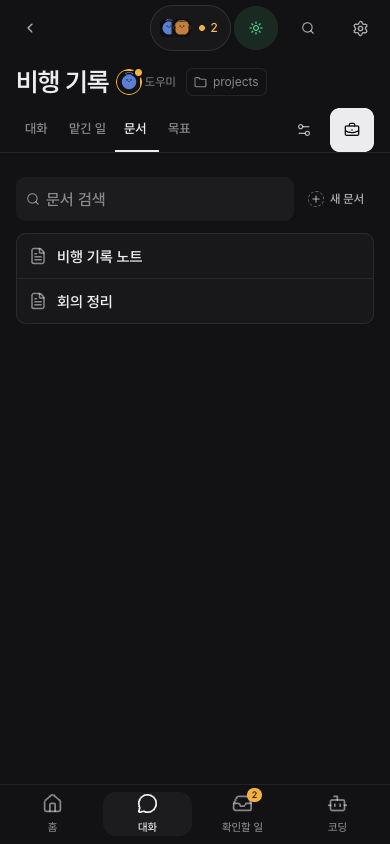 2
비행 기록
도우미
projects
대화
맡긴 일
문서
목표
문서 검색
새 문서
비행 기록 노트
회의 정리
2
홈
대화
확인할 일
코딩